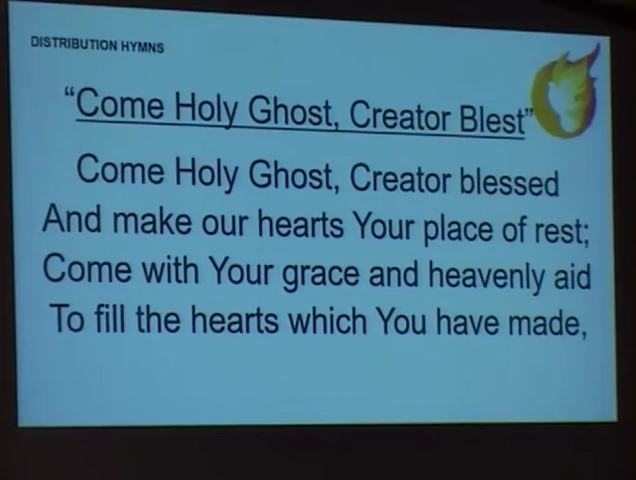 DISTRIBUTION HYMNS
“Come Holy Ghost, Creator Blest”
Come Holy Ghost, Creator blessed
And make our hearts Your place of rest;
Come with Your grace and heavenly aid
To fill the hearts which You have made,